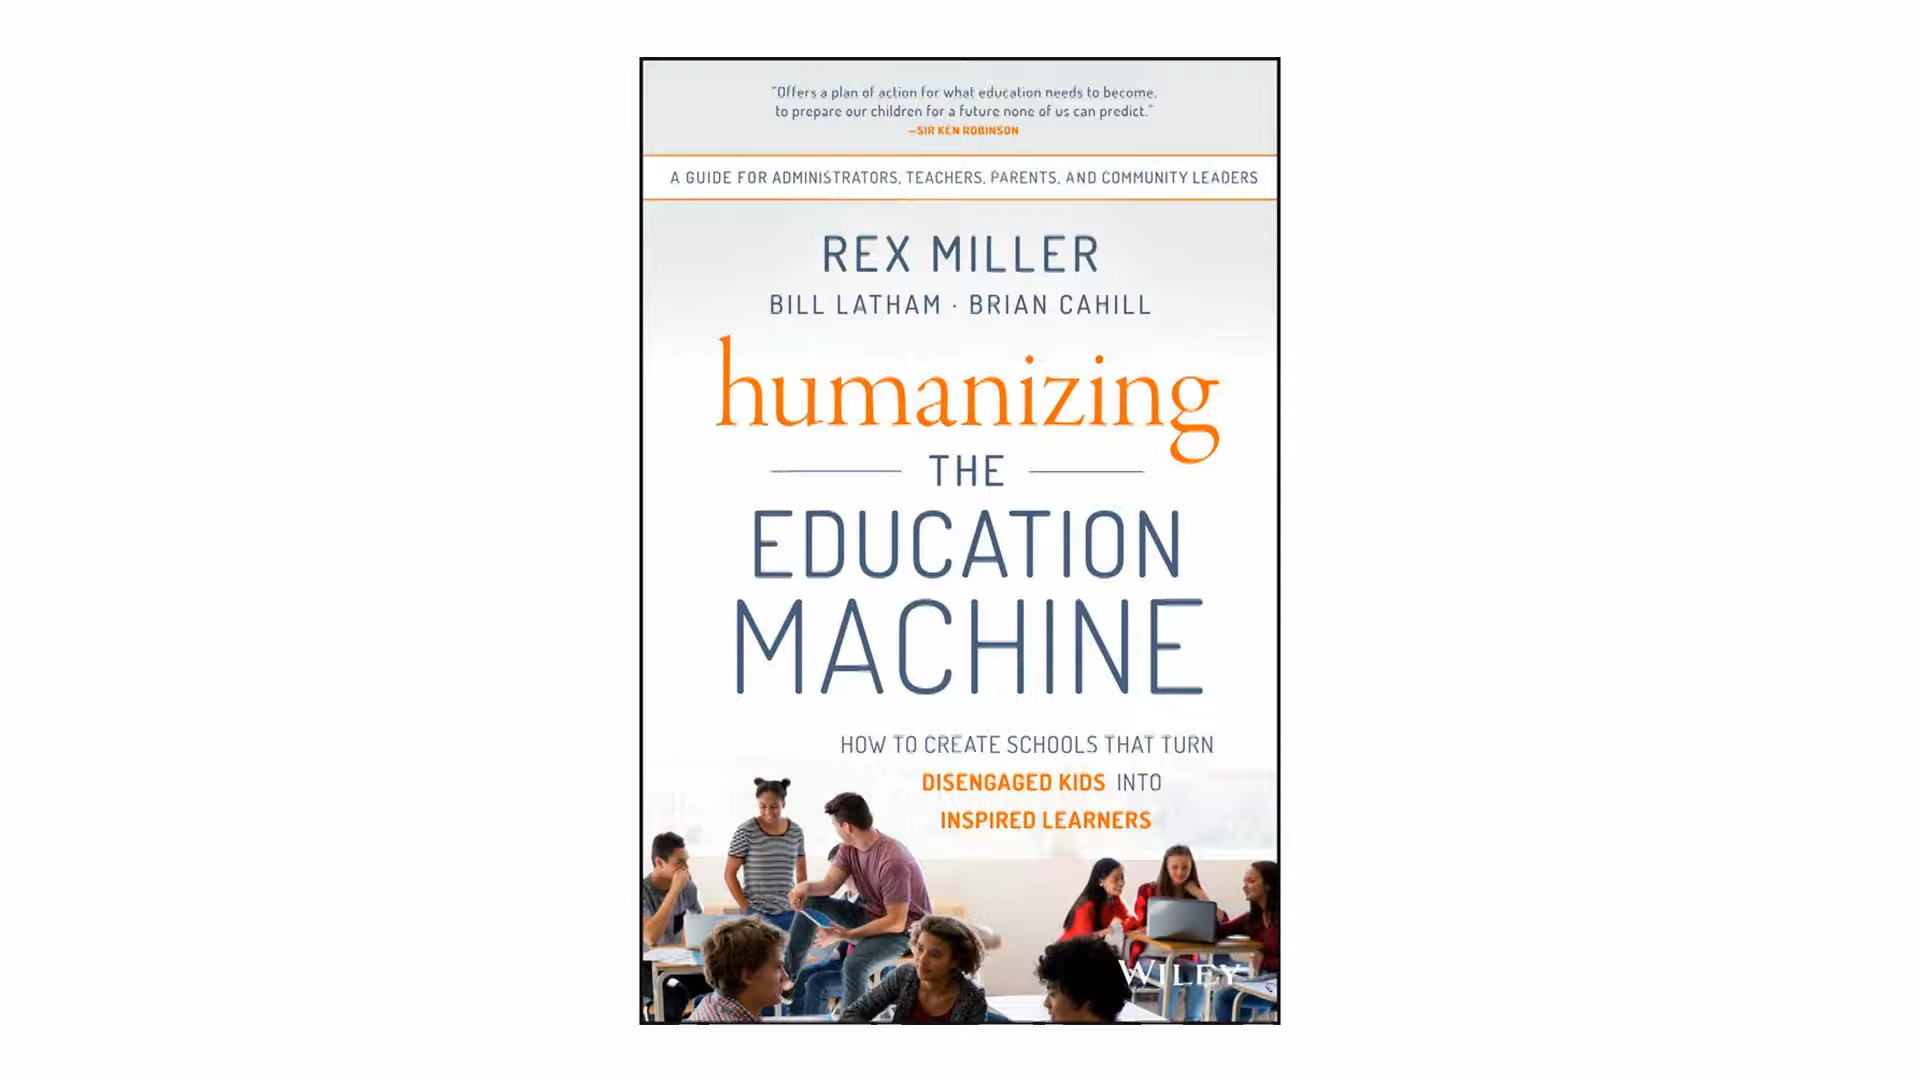 "Offers a plan of action for what education needs to become,
to prepare our children for a future none of us can predict."
—SIR KEN ROBINSON
A GUIDE FOR ADMINISTRATORS, TEACHERS, PARENTS, AND COMMUNITY LEADERS
REX MILLER
BILL LATHAM · BRIAN CAHILL
humanizing
THE
EDUCATION
MACHINE
HOW TO CREATE SCHOOLS THAT TURN
DISENGAGED KIDS INTO
INSPIRED LEARNERS
WILEY